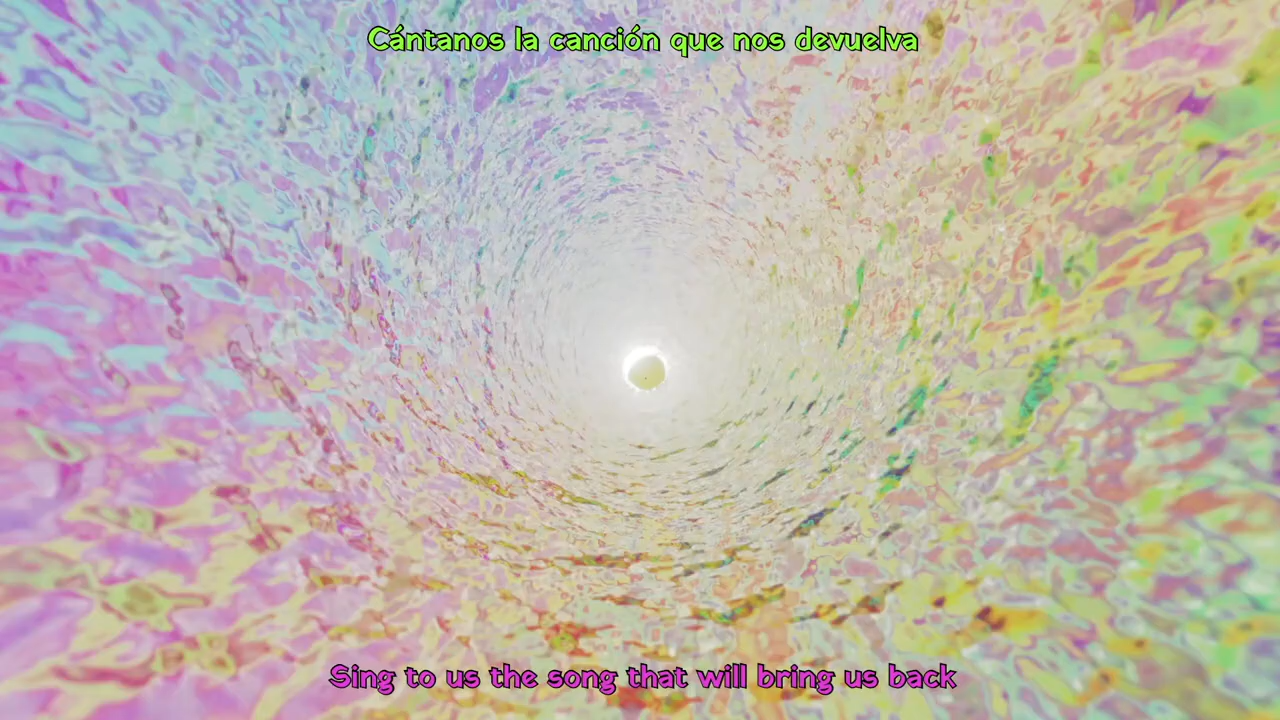 Cántanos la canción que nos devuelva
Sing to us the song that will bring us back